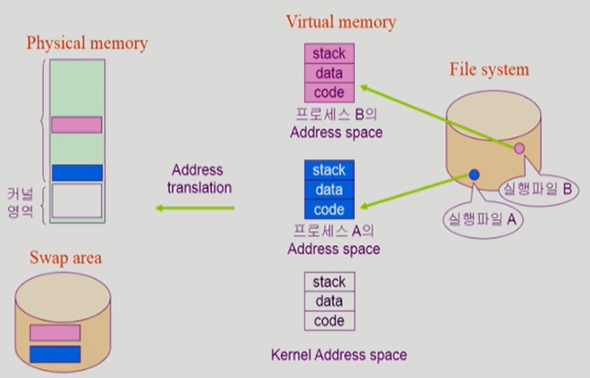 Virtual memory
Physical memory
File system
stack
data
code
프로세스 B의
Address space
실행파일 B
실행파일 A
Address
translation
stack
data
code
프로세스 A의
Address space
커널
영역
Swap area
stack
data
code
Kernel Address space